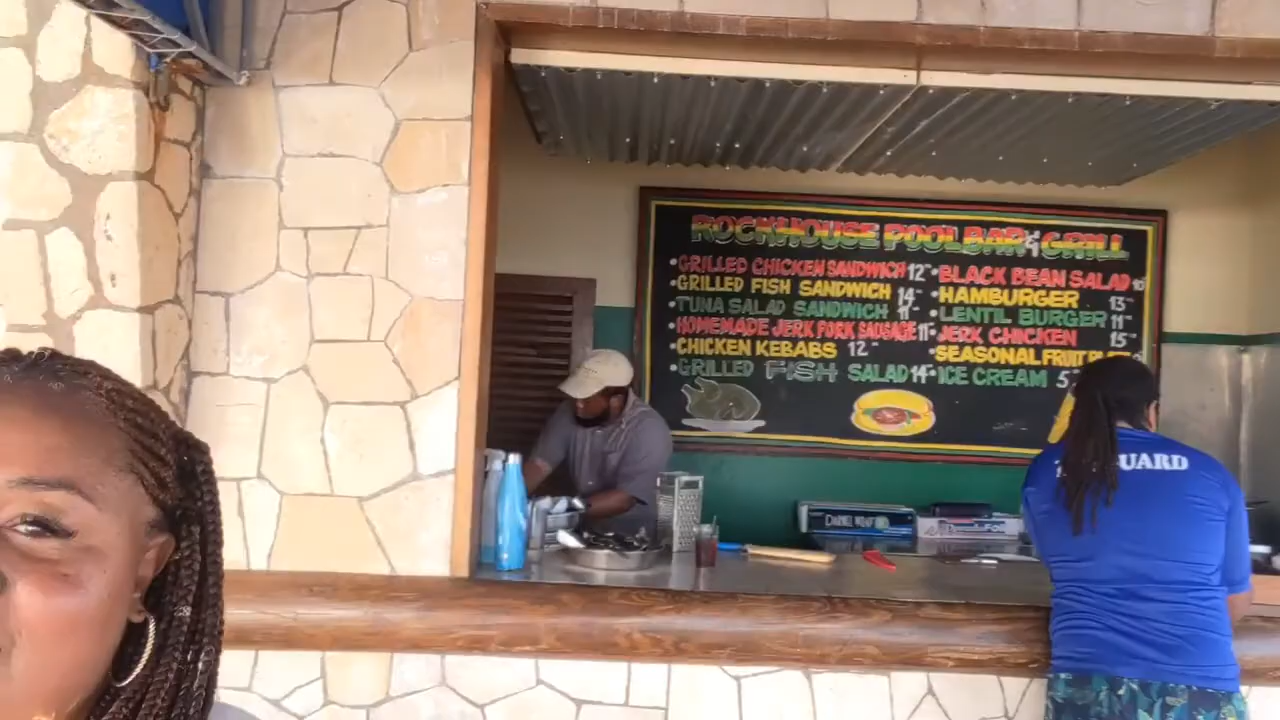 ROCKHOUSE POOLBAR & GRILL
• GRILLED CHICKEN SANDWICH 12
• GRILLED FISH SANDWICH 14
• TUNA SALAD SANDWICH 11
• HOMEMADE JERK PORK SAUSAGE 11
• CHICKEN KEBABS 12
• GRILLED FISH SALAD 14
• BLACK BEAN SALAD 10
• HAMBURGER 13
• LENTIL BURGER 11
• JERK CHICKEN 15
• SEASONAL FRUIT
• ICE CREAM 5
UARD